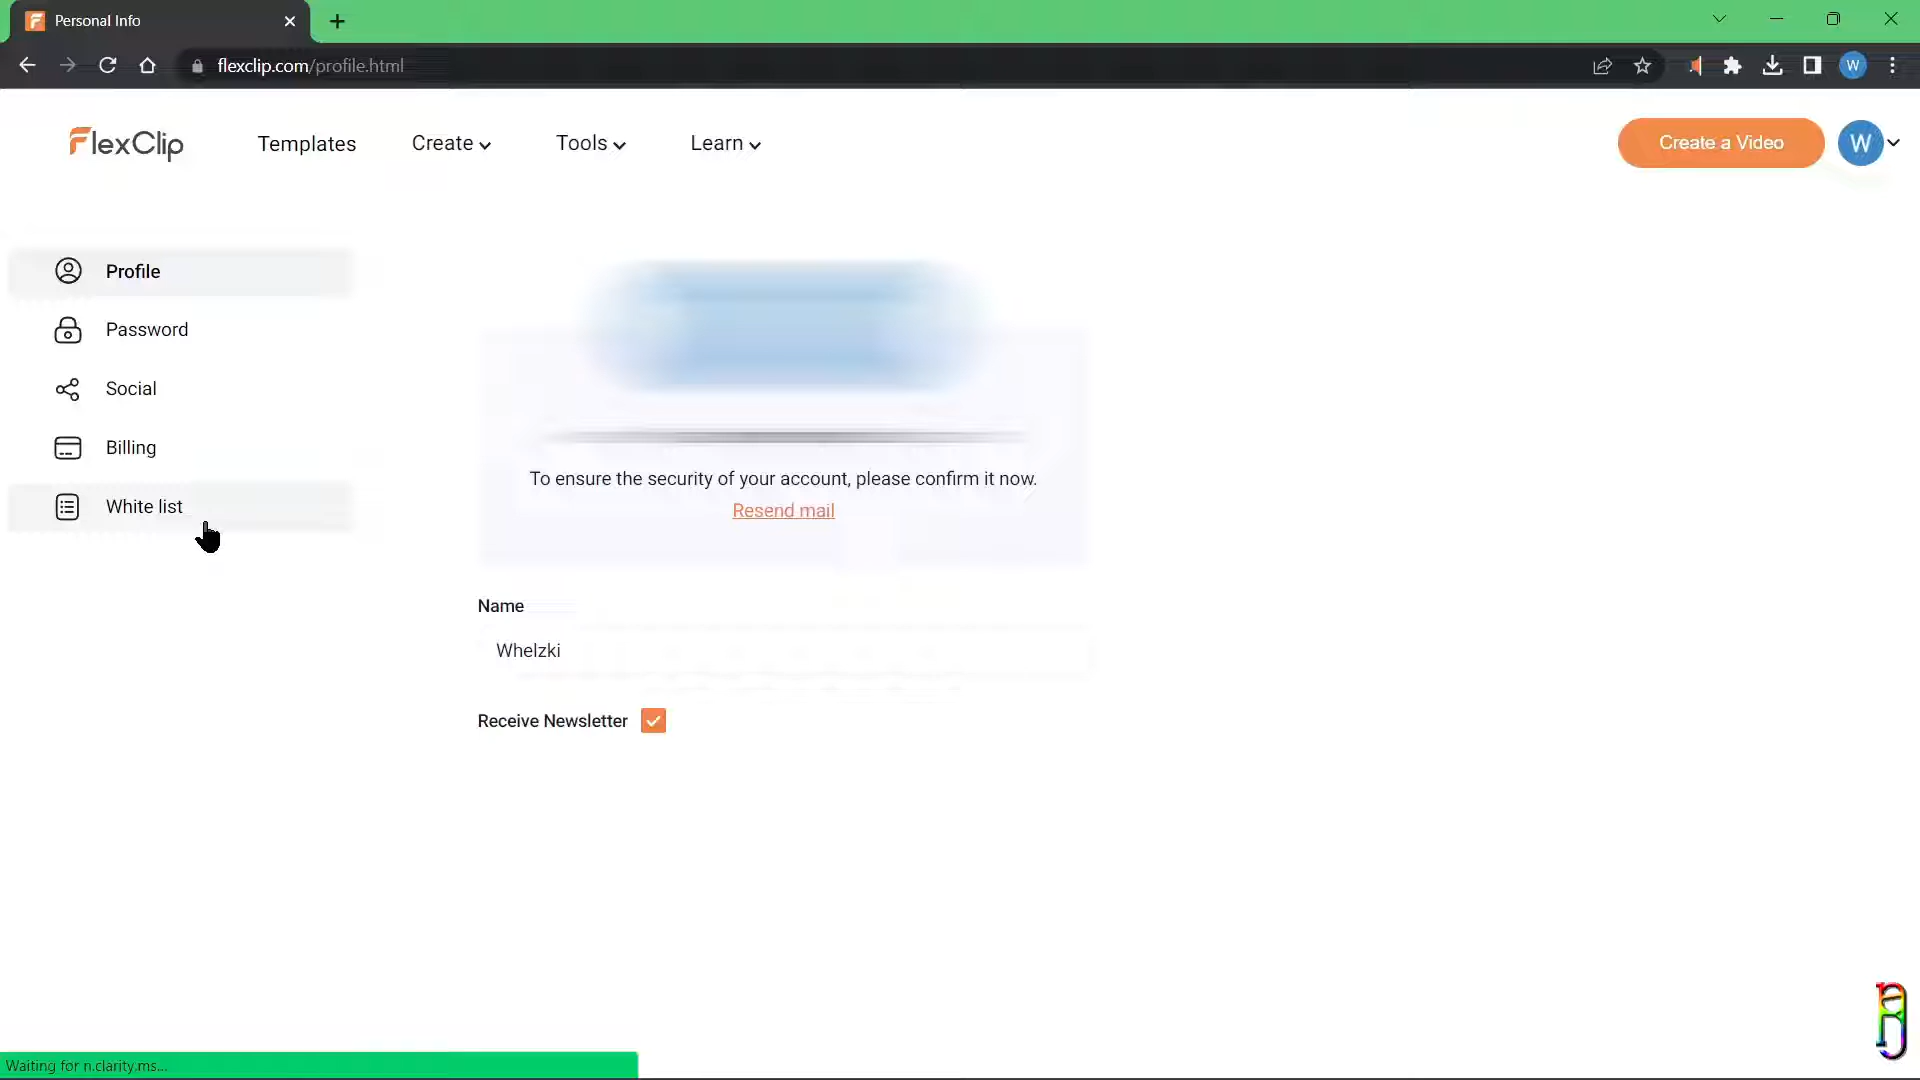 Personal Info
flexclip.com/profile.html
W
FlexClip
Templates
Create
Tools
Learn
Create a Video
W
Profile
Password
Social
Billing
White list
To ensure the security of your account, please confirm it now.
Resend mail
Name
Whelzki
Receive Newsletter
Waiting for n.clarity.ms...